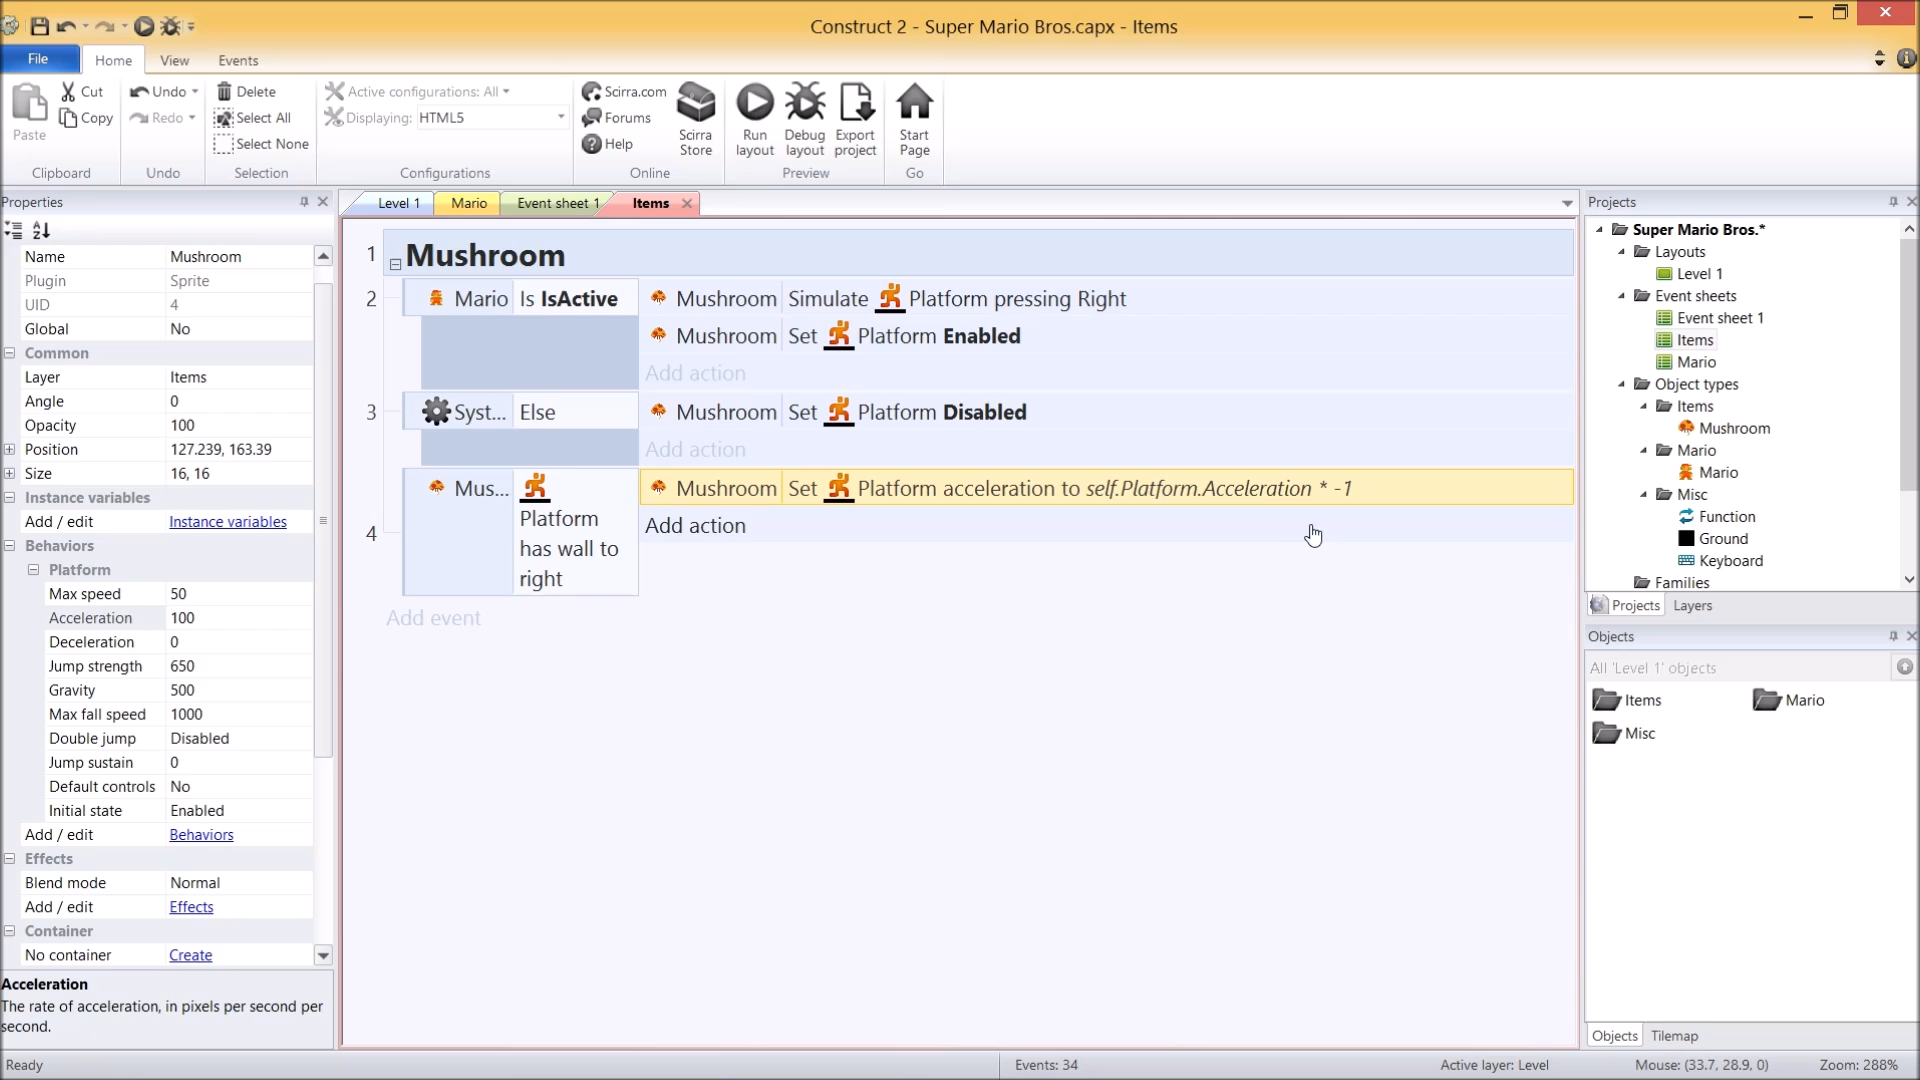 Construct 2 - Super Mario Bros.capx - Items
File
Home
View
Events
Paste
Cut
Copy
Clipboard
Undo
Redo
Undo
Delete
Select All
Select None
Selection
Active configurations: All
Displaying: HTML5
Configurations
Scirra.com
Forums
Help
Online
Scirra
Store
Run
layout
Debug
layout
Export
project
Preview
Start
Page
Go
Properties
Name Mushroom
Plugin Sprite
UID 4
Global No
Common
Layer Items
Angle 0
Opacity 100
Position 127.239, 163.39
Size 16, 16
Instance variables
Add / edit Instance variables
Behaviors
Platform
Max speed 50
Acceleration 100
Deceleration 0
Jump strength 650
Gravity 500
Max fall speed 1000
Double jump Disabled
Jump sustain 0
Default controls No
Initial state Enabled
Add / edit Behaviors
Effects
Blend mode Normal
Add / edit Effects
Container
No container Create
Acceleration
The rate of acceleration, in pixels per second per
second.
Level 1
Mario
Event sheet 1
Items
1 Mushroom
2 Mario Is IsActive Mushroom Simulate Platform pressing Right
Mushroom Set Platform Enabled
Add action
3 Syst... Else Mushroom Set Platform Disabled
Add action
4 Mus... Platform
has wall to
right
Mushroom Set Platform acceleration to self.Platform.Acceleration * -1
Add action
Add event
Projects
Super Mario Bros.*
Layouts
Level 1
Event sheets
Event sheet 1
Items
Mario
Object types
Items
Mushroom
Mario
Mario
Misc
Function
Ground
Keyboard
Families
Projects
Layers
Objects
All 'Level 1' objects
Items
Mario
Misc
Objects
Tilemap
Ready
Events: 34
Active layer: Level
Mouse: (33.7, 28.9, 0)
Zoom: 288%